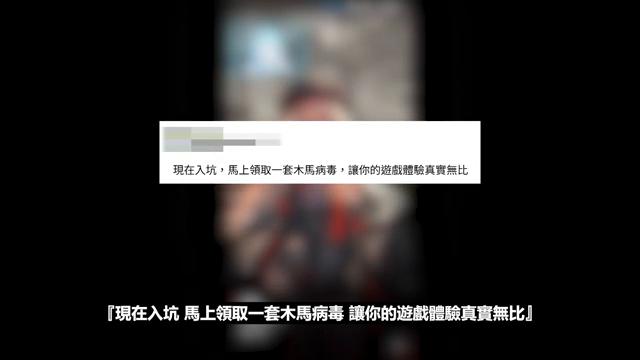 現在入坑，馬上領取一套木馬病毒，讓你的遊戲體驗真實無比
『現在入坑 馬上領取一套木馬病毒 讓你的遊戲體驗真實無比』